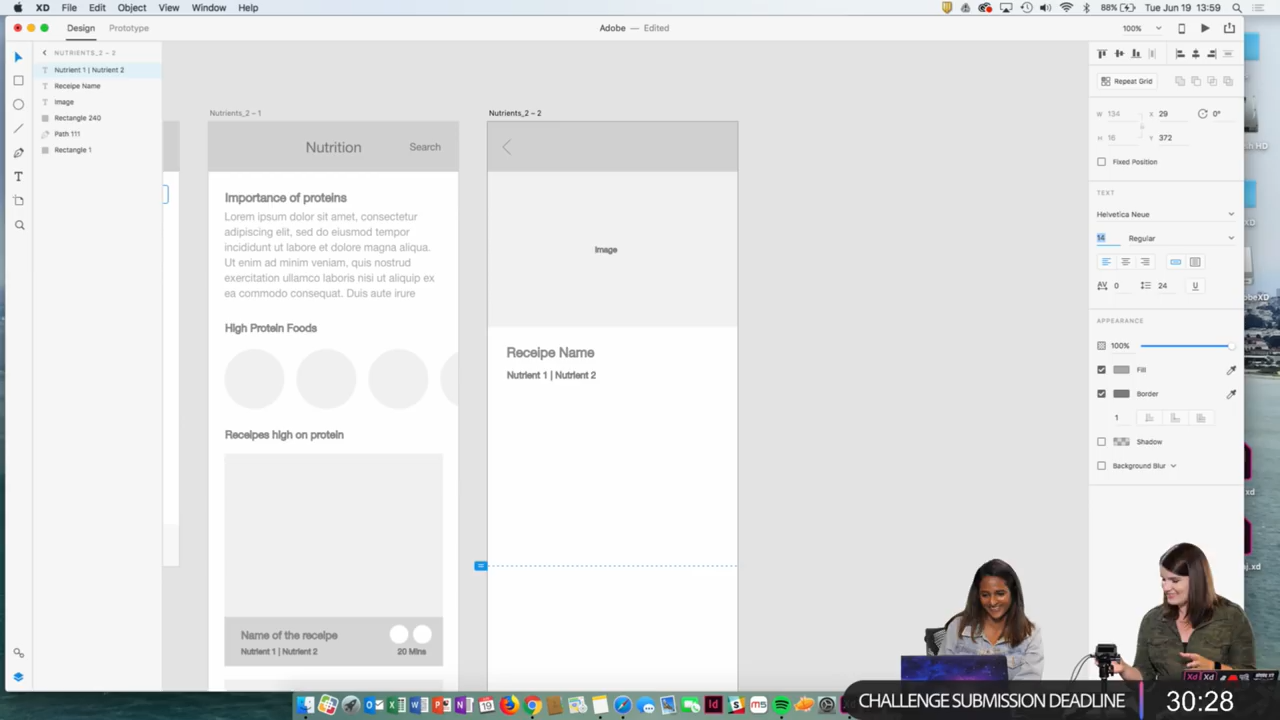 XD File Edit Object View Window Help
88% Tue Jun 19 13:59
Design Prototype
Adobe — Edited
100%
NUTRIENTS_2 – 2
Nutrient 1 | Nutrient 2
Receipe Name
Image
Rectangle 240
Path 111
Rectangle 1
Nutrients_2 – 1
Nutrition
Search
Importance of proteins
Lorem ipsum dolor sit amet, consectetur
adipiscing elit, sed do eiusmod tempor
incididunt ut labore et dolore magna aliqua.
Ut enim ad minim veniam, quis nostrud
exercitation ullamco laboris nisi ut aliquip ex
ea commodo consequat. Duis aute irure
High Protein Foods
Receipes high on protein
Name of the receipe
Nutrient 1 | Nutrient 2
20 Mins
Nutrients_2 – 2
Image
Receipe Name
Nutrient 1 | Nutrient 2
Repeat Grid
W 134 X 29 0°
H 16 Y 372
Fixed Position
TEXT
Helvetica Neue
14 Regular
AV 0 24 U
APPEARANCE
100%
Fill
Border
1
Shadow
Background Blur
CHALLENGE SUBMISSION DEADLINE 30:28